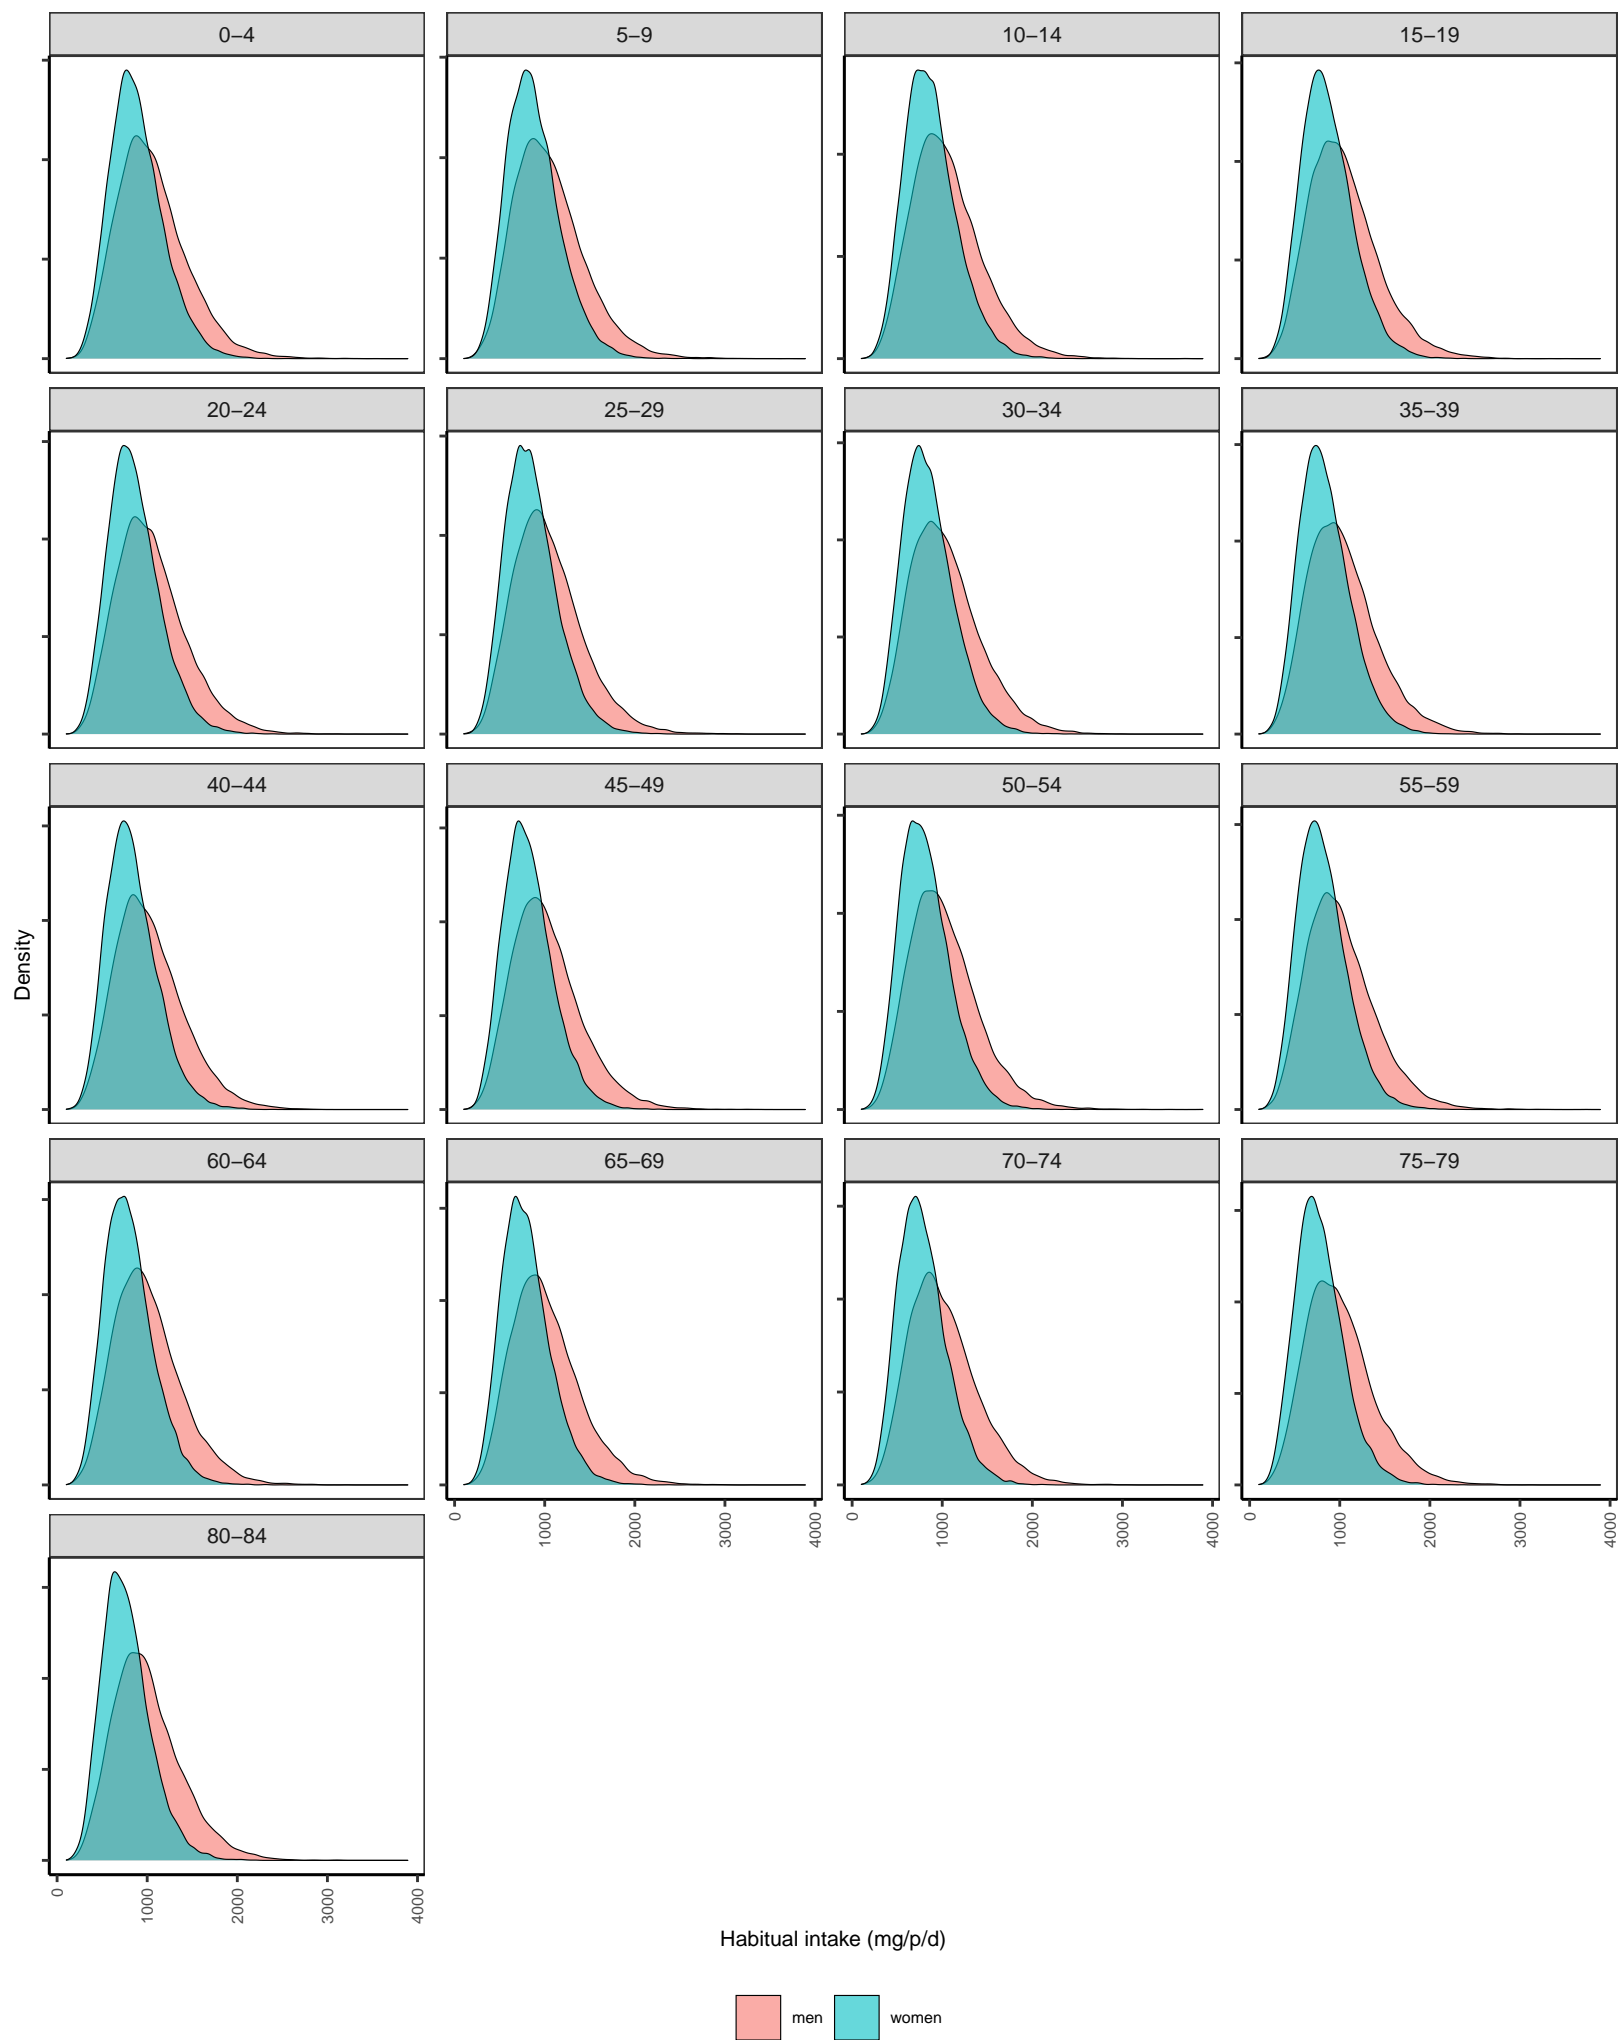 0–4 5–9 10–14 15–19
20–24 25–29 30–34 35–39
40–44 45–49 50–54 55–59
Density
60–64 65–69 70–74 75–79
0 1000 2000 3000 4000 0 1000 2000 3000 4000 0 1000 2000 3000 4000
80–84
0 1000 2000 3000 4000
Habitual intake (mg/p/d)
men women